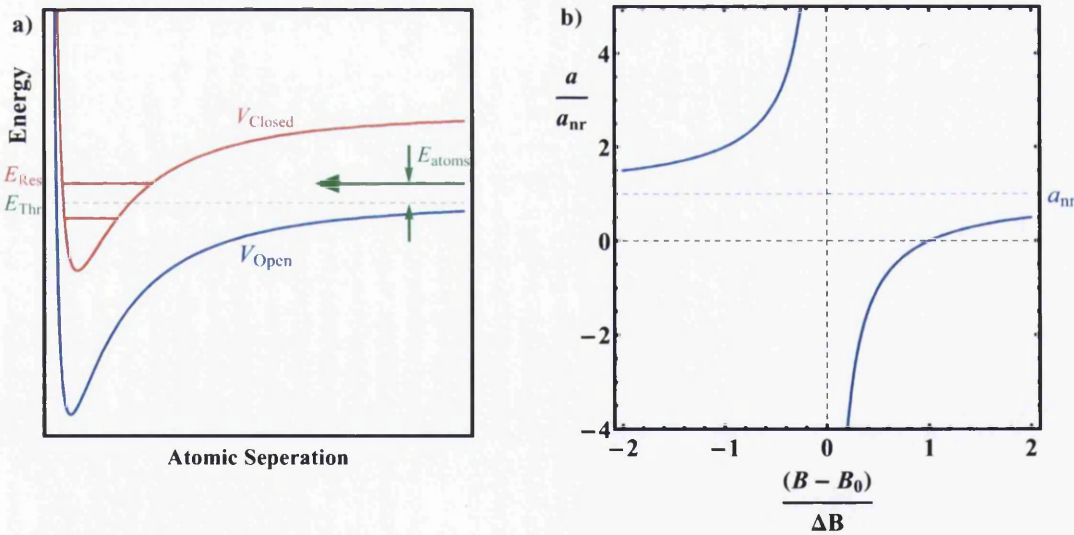 a)
Energy
V_Closed
E_Res
E_Thr
E_atoms
V_Open
Atomic Seperation
b)
a
a_nr
4
2
0
−2
−4
−2 −1 0 1 2
a_nr
(B − B_0)
ΔB